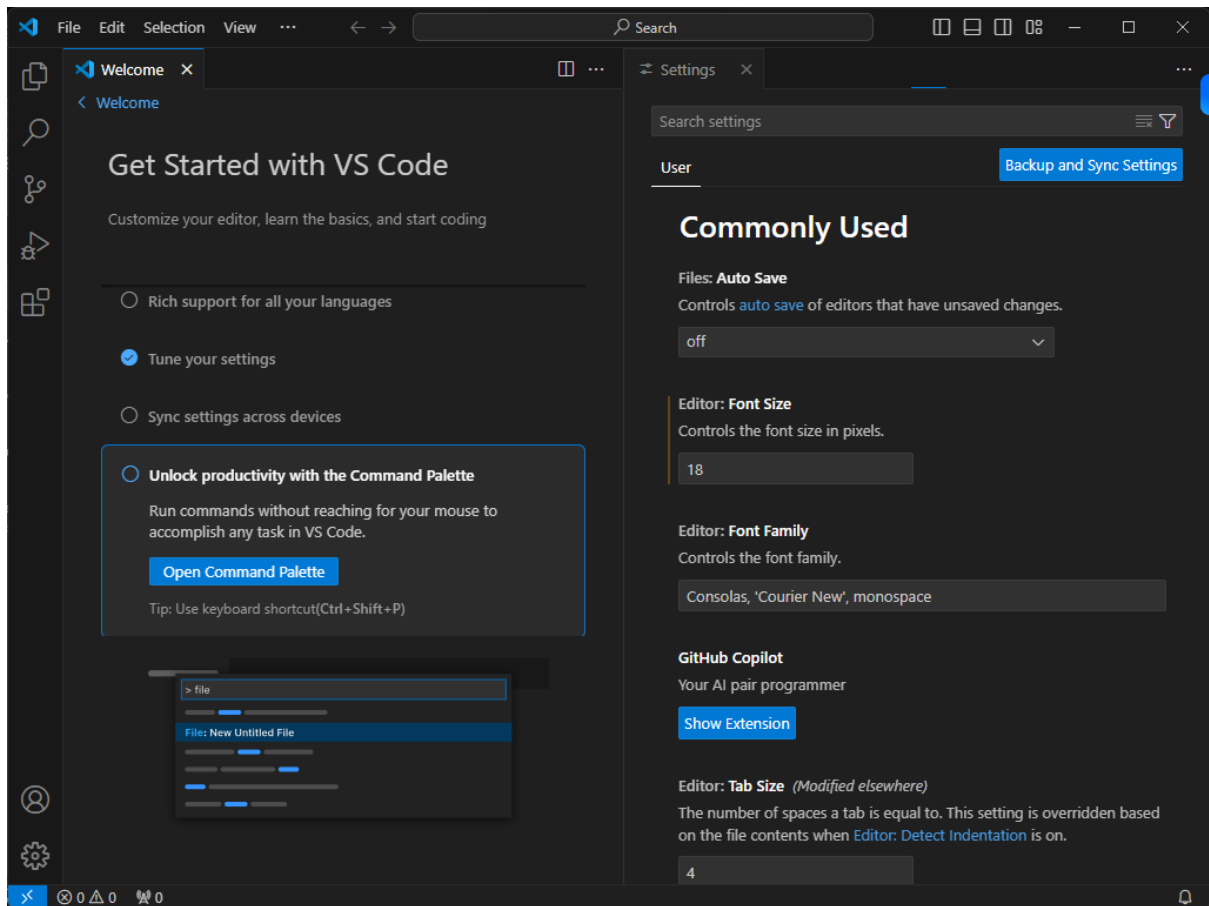 File Edit Selection View ··· Search
Welcome
Welcome
Get Started with VS Code
Customize your editor, learn the basics, and start coding
Rich support for all your languages
Tune your settings
Sync settings across devices
Unlock productivity with the Command Palette
Run commands without reaching for your mouse to
accomplish any task in VS Code.
Open Command Palette
Tip: Use keyboard shortcut(Ctrl+Shift+P)
> file
File: New Untitled File
Settings
Search settings
User
Backup and Sync Settings
Commonly Used
Files: Auto Save
Controls auto save of editors that have unsaved changes.
off
Editor: Font Size
Controls the font size in pixels.
18
Editor: Font Family
Controls the font family.
Consolas, 'Courier New', monospace
GitHub Copilot
Your AI pair programmer
Show Extension
Editor: Tab Size (Modified elsewhere)
The number of spaces a tab is equal to. This setting is overridden based
on the file contents when Editor: Detect Indentation is on.
4
0 0 0